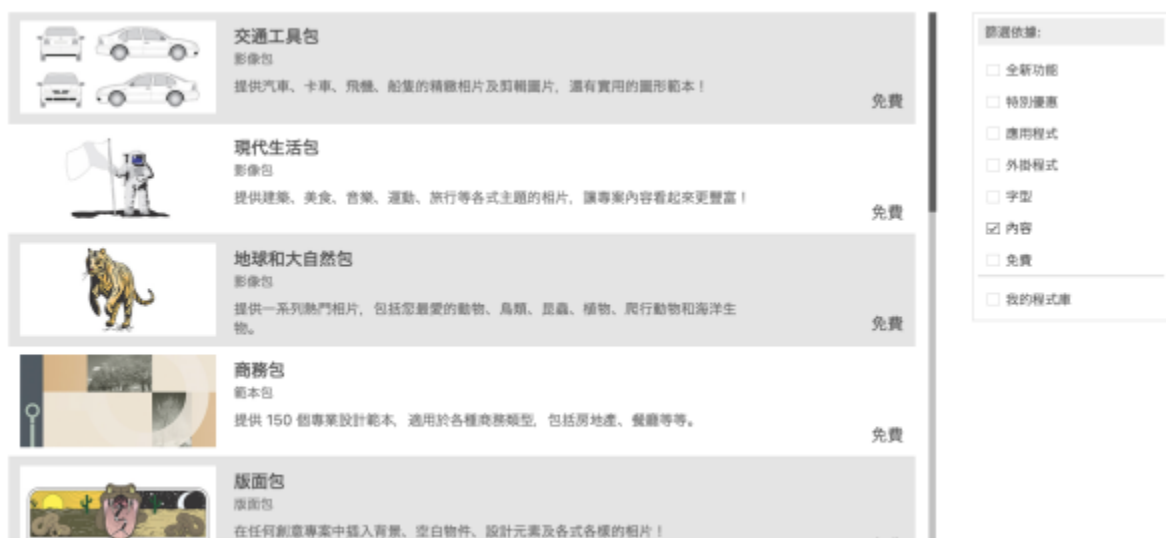 交通工具包
影像包
提供汽車、卡車、飛機、船隻的精緻相片及剪輯圖片，還有實用的圖形範本！
免費
現代生活包
影像包
提供建築、美食、音樂、運動、旅行等各式主題的相片，讓專案內容看起來更豐富！
免費
地球和大自然包
影像包
提供一系列熱門相片，包括您最愛的動物、鳥類、昆蟲、植物、爬行動物和海洋生
物。
免費
商務包
範本包
提供 150 個專業設計範本，適用於各種商務類型，包括房地產、餐廳等等。
免費
版面包
版面包
在任何創意專案中插入背景、空白物件、設計元素及各式各樣的相片！
篩選依據:
全新功能
特別優惠
應用程式
外掛程式
字型
內容
免費
我的程式庫